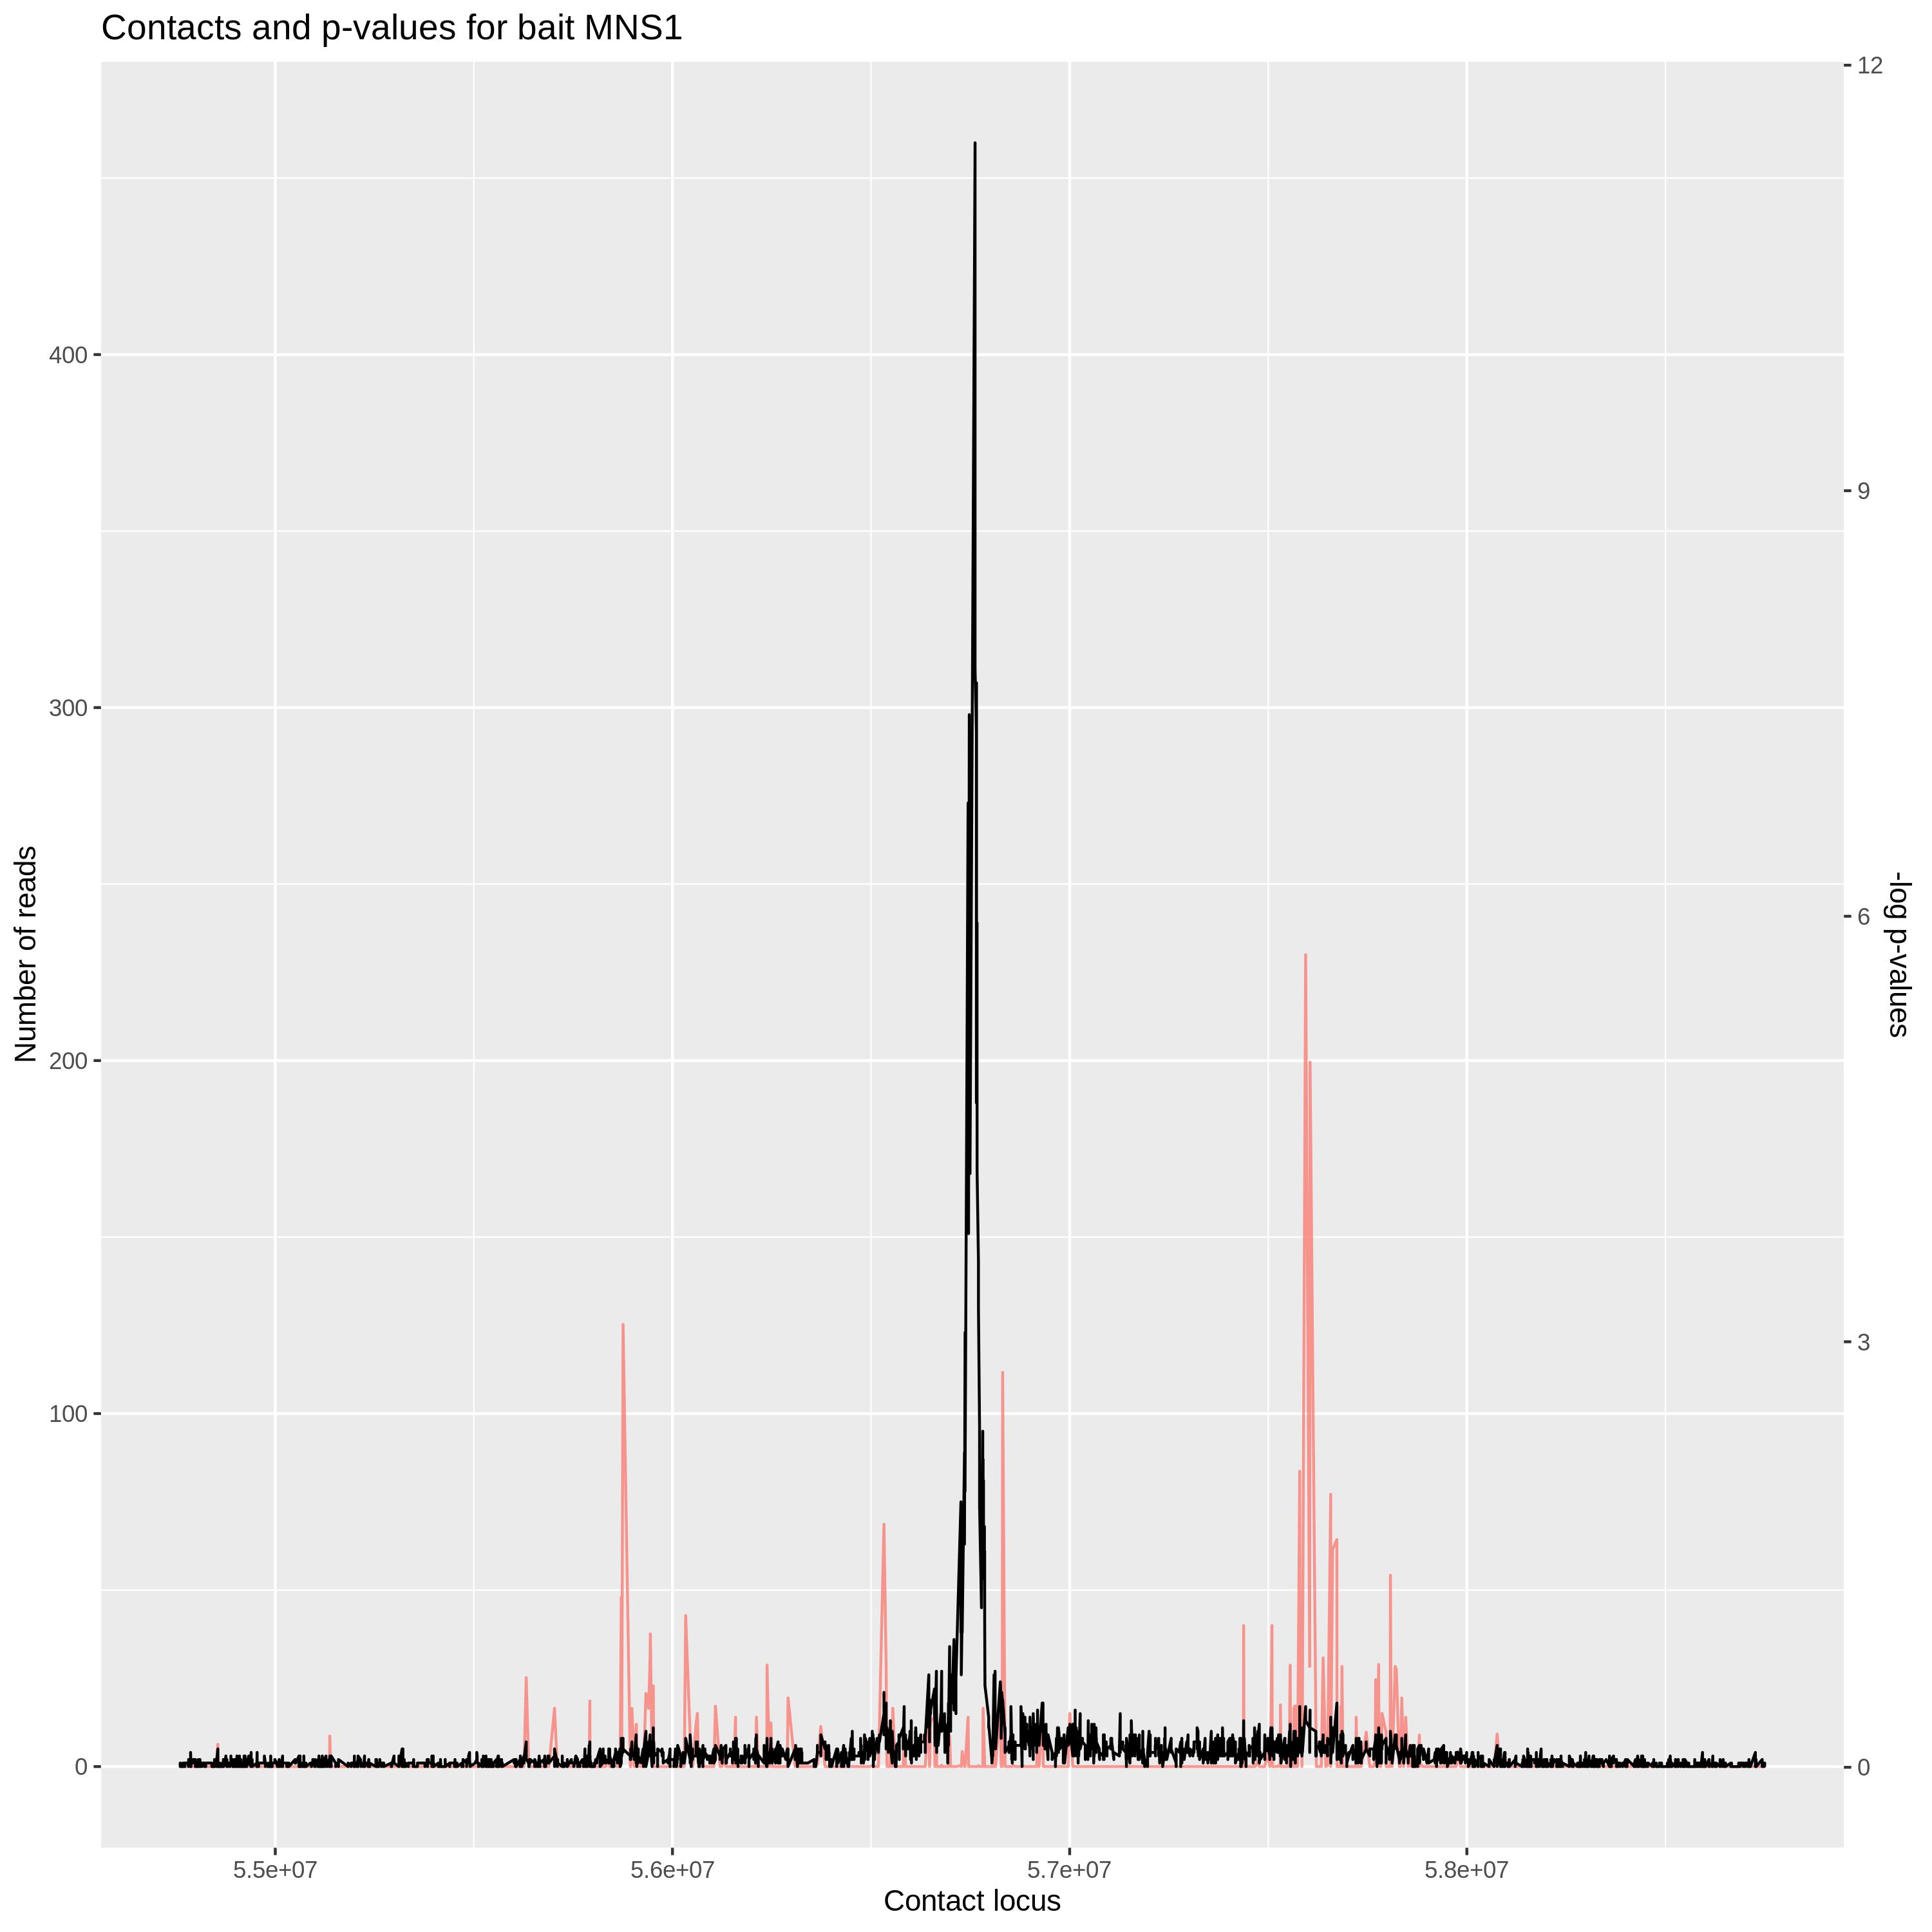 Contacts and p-values for bait MNS1
12
9
6
3
0
400
300
200
100
0
Number of reads
-log p-values
5.5e+07
5.6e+07
5.7e+07
5.8e+07
Contact locus